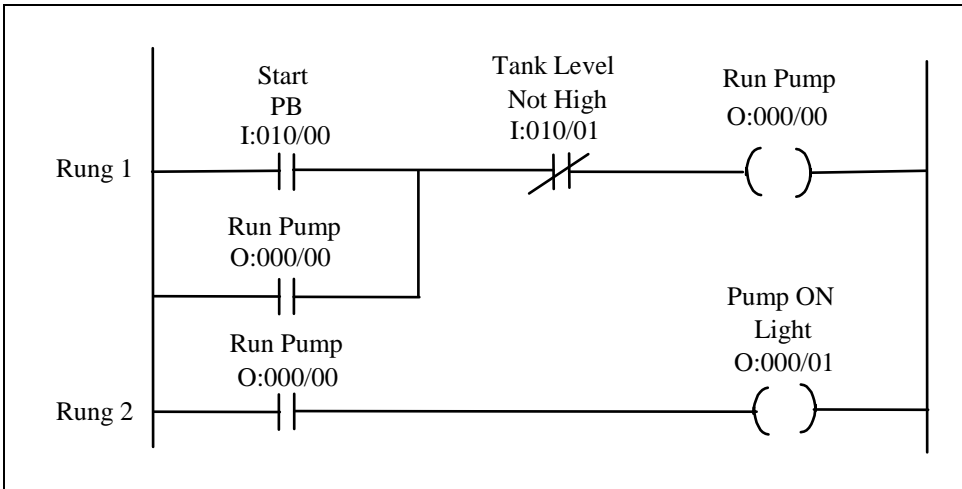 Start
PB
I:010/00
Tank Level
Not High
I:010/01
Run Pump
O:000/00
Rung 1
Run Pump
O:000/00
Pump ON
Light
O:000/01
Run Pump
O:000/00
Rung 2